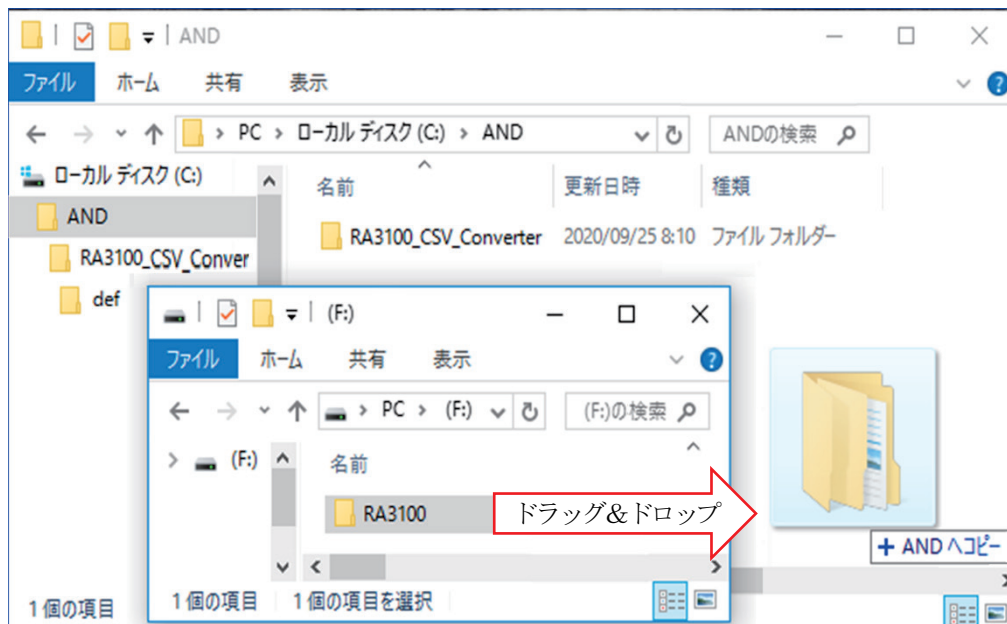 AND
ファイル ホーム 共有 表示
PC > ローカル ディスク (C:) > AND ANDの検索
ローカル ディスク (C:)
名前 更新日時 種類
AND
RA3100_CSV_Converter 2020/09/25 8:10 ファイル フォルダー
RA3100_CSV_Conver
def
(F:)
ファイル ホーム 共有 表示
PC > (F:) (F:)の検索
(F:) 名前
RA3100 ドラッグ&ドロップ
+ AND へコピー
1個の項目 1個の項目を選択
1個の項目